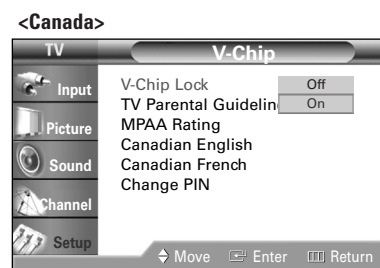 <Canada>
TV
V-Chip
Input
Picture
Sound
Channel
Setup
V-Chip Lock
Off
TV Parental Guidelin
On
MPAA Rating
Canadian English
Canadian French
Change PIN
Move Enter Return